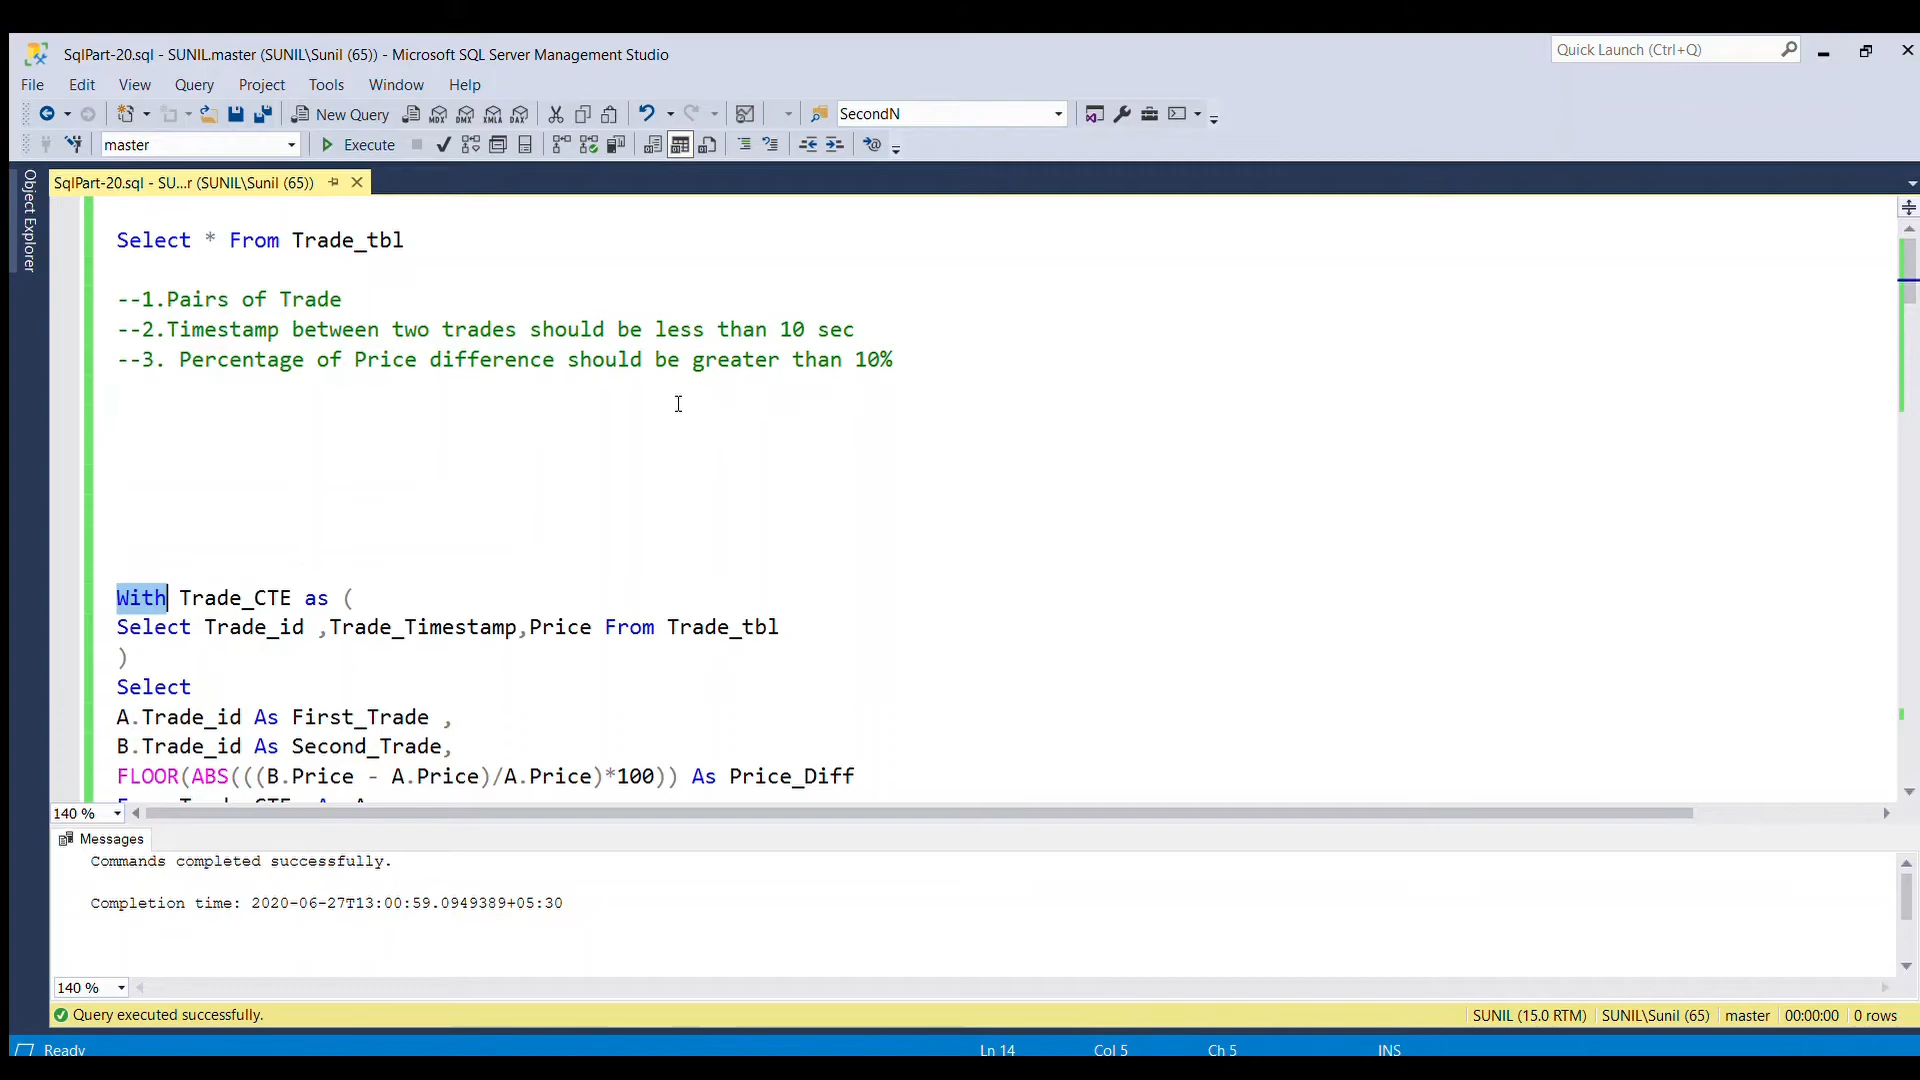 SqlPart-20.sql - SUNIL.master (SUNIL\Sunil (65)) - Microsoft SQL Server Management Studio
Quick Launch (Ctrl+Q)
File Edit View Query Project Tools Window Help
New Query
MDX DMX XMLA DAX
SecondN
master
Execute
Object Explorer
SqlPart-20.sql - SU...r (SUNIL\Sunil (65))
Select * From Trade_tbl
--1.Pairs of Trade
--2.Timestamp between two trades should be less than 10 sec
--3. Percentage of Price difference should be greater than 10%
With Trade_CTE as (
Select Trade_id ,Trade_Timestamp,Price From Trade_tbl
)
Select
A.Trade_id As First_Trade ,
B.Trade_id As Second_Trade,
FLOOR(ABS(((B.Price - A.Price)/A.Price)*100)) As Price_Diff
140 %
Messages
Commands completed successfully.
Completion time: 2020-06-27T13:00:59.0949389+05:30
140 %
Query executed successfully.
SUNIL (15.0 RTM) SUNIL\Sunil (65) master 00:00:00 0 rows
Ready Ln 14 Col 5 Ch 5 INS